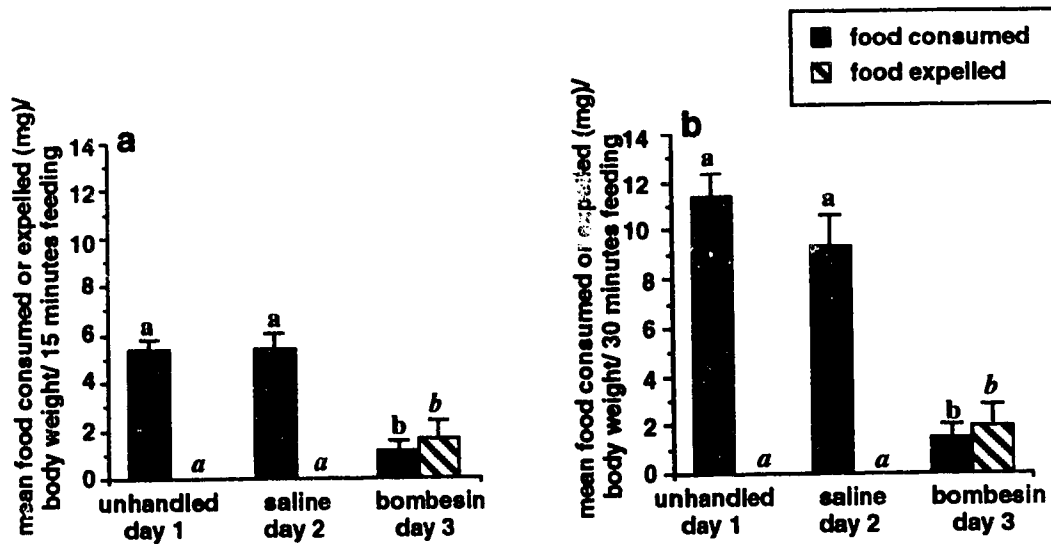 food consumed
food expelled
mean food consumed or expelled (mg)/
body weight/ 15 minutes feeding
a
14
12
10
8
6
4
2
0
a
a
a
a
b
b
unhandled
day 1
saline
day 2
bombesin
day 3
mean food consumed or expelled (mg)/
body weight/ 30 minutes feeding
b
14
12
10
8
6
4
2
0
a
a
a
a
b
b
unhandled
day 1
saline
day 2
bombesin
day 3